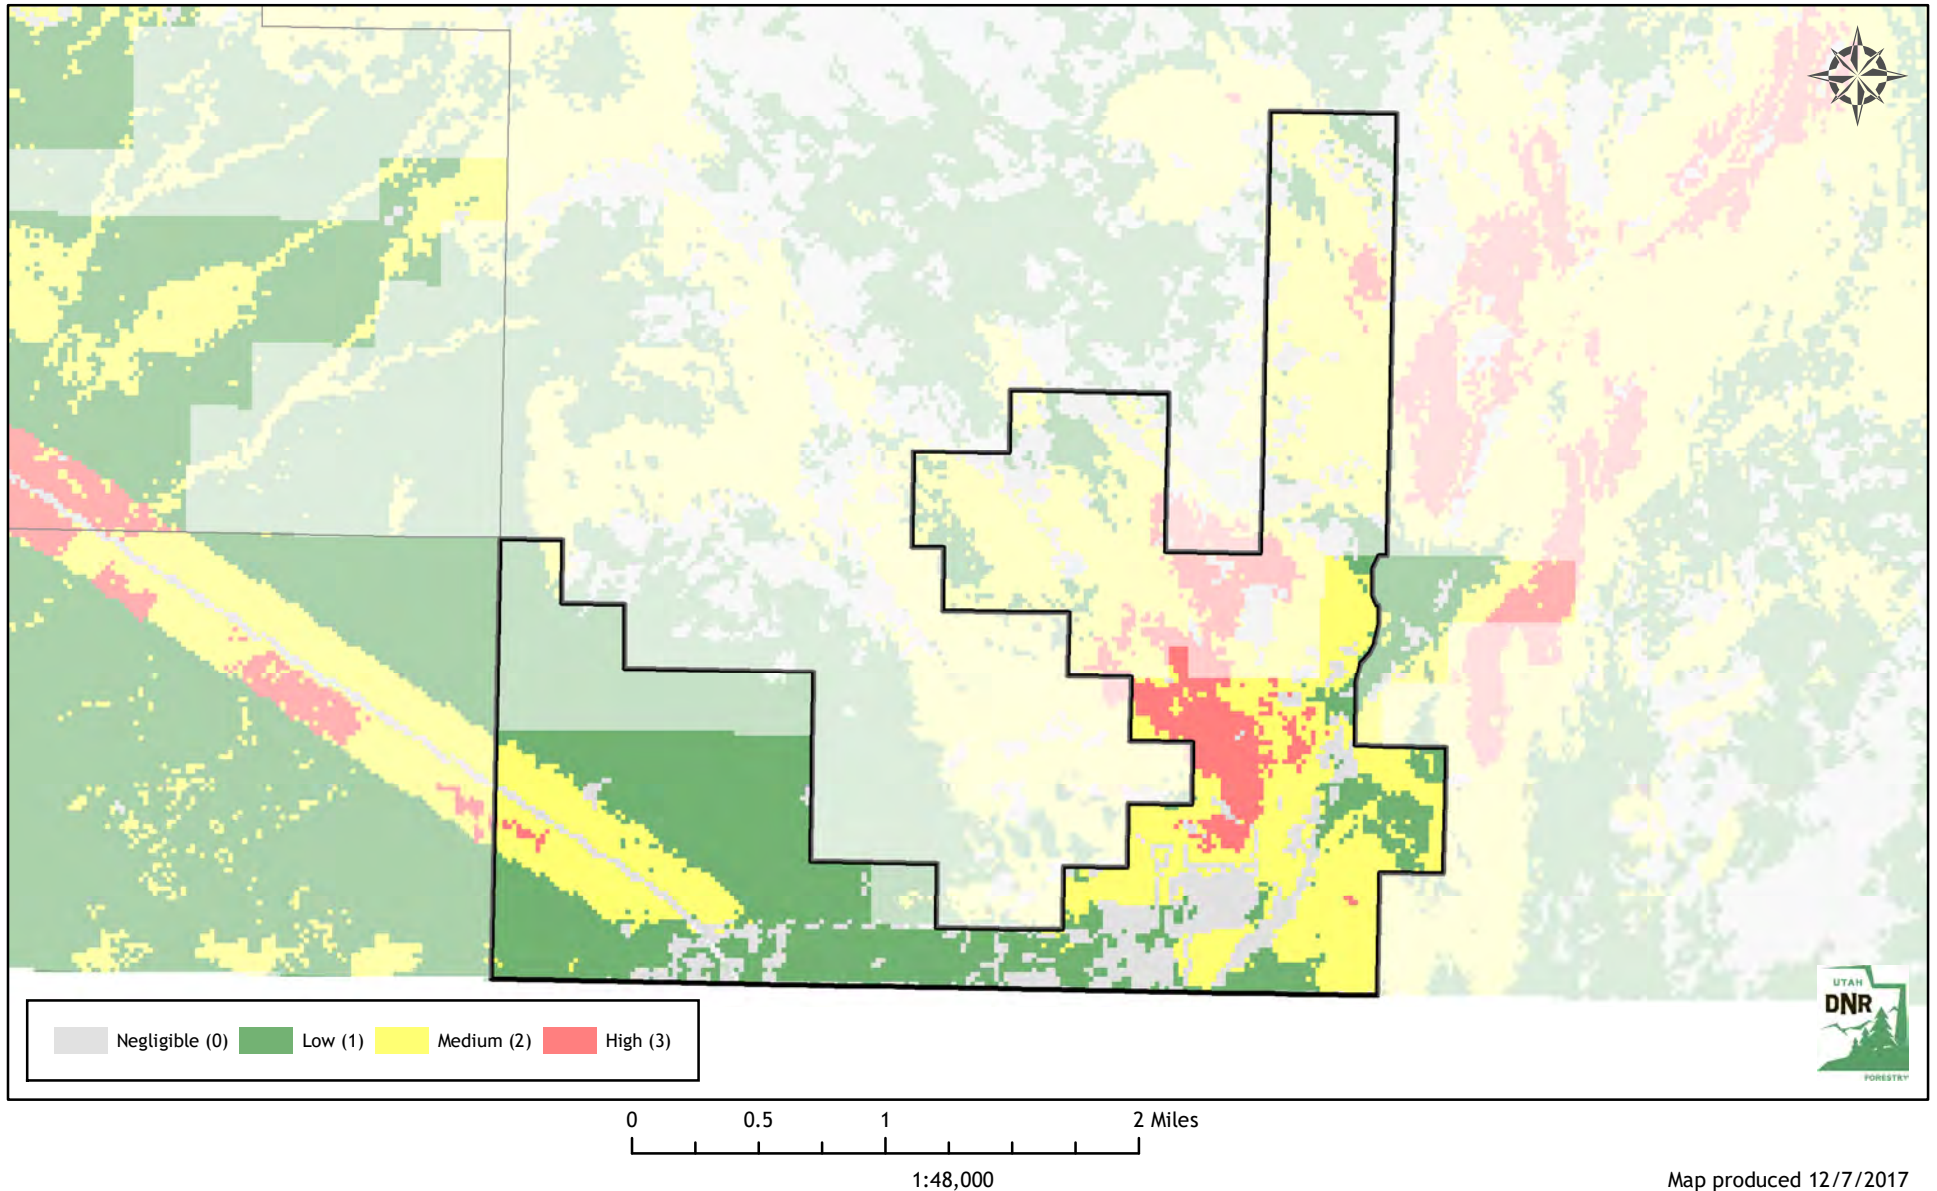 UTAH
DNR
FORESTRY
Negligible (0) Low (1) Medium (2) High (3)
0 0.5 1 2 Miles
1:48,000
Map produced 12/7/2017